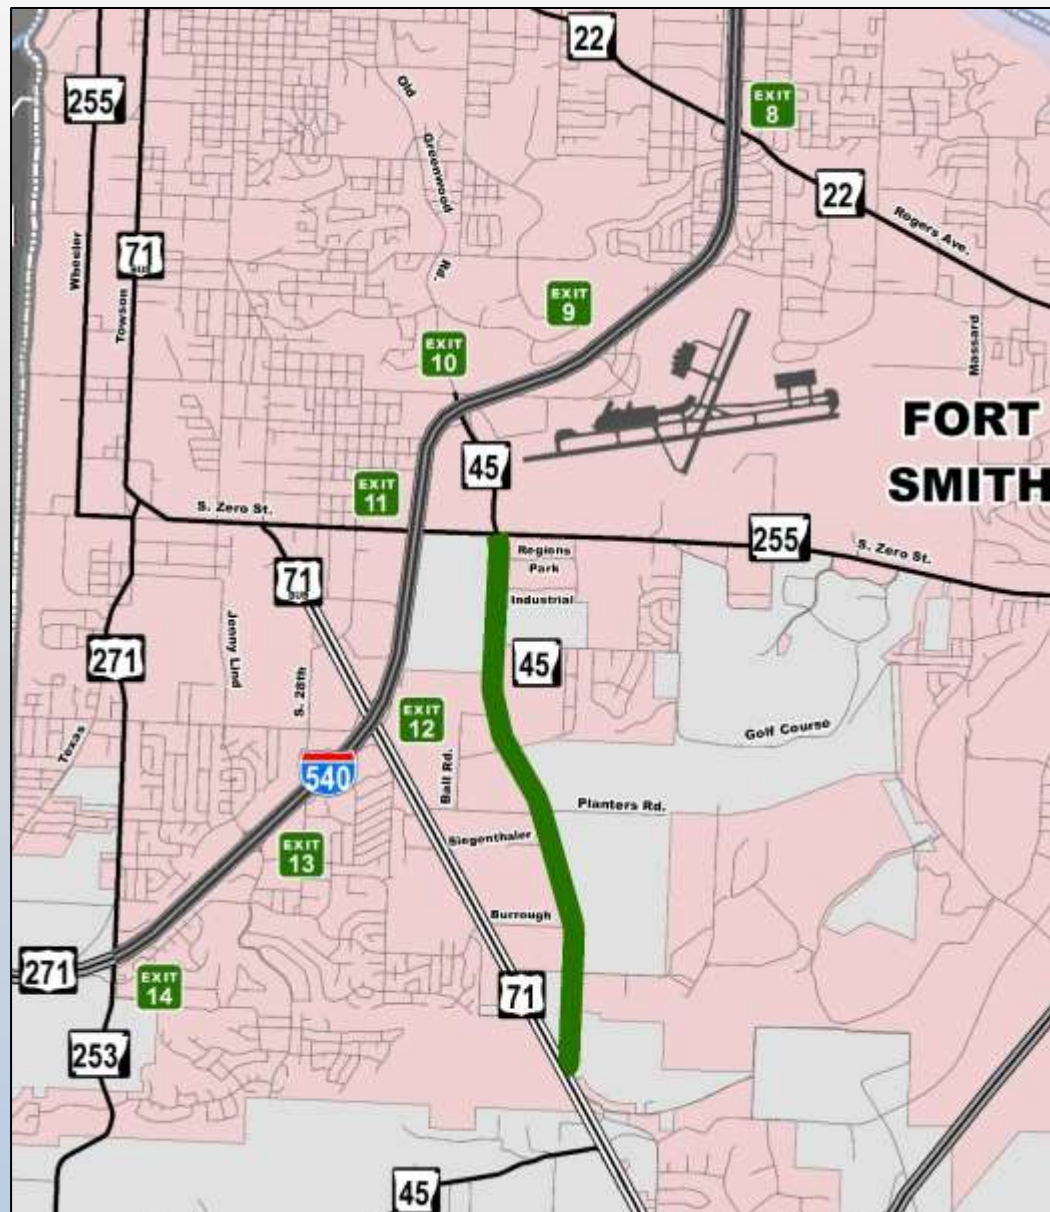 22
EXIT
8
255
Old
Greenwood
Rd.
22
Rogers Ave.
71
BUS
Wheeler
Towson
EXIT
9
EXIT
10
Massard
FORT
SMITH
45
EXIT
11
S. Zero St.
255
S. Zero St.
Regions
Park
Industrial
71
BUS
Jenny Lind
271
S. 28th
45
EXIT
12
Golf Course
Texas
540
Ball Rd.
Planters Rd.
Siegenthaler
EXIT
13
Burrough
271
EXIT
14
71
253
45